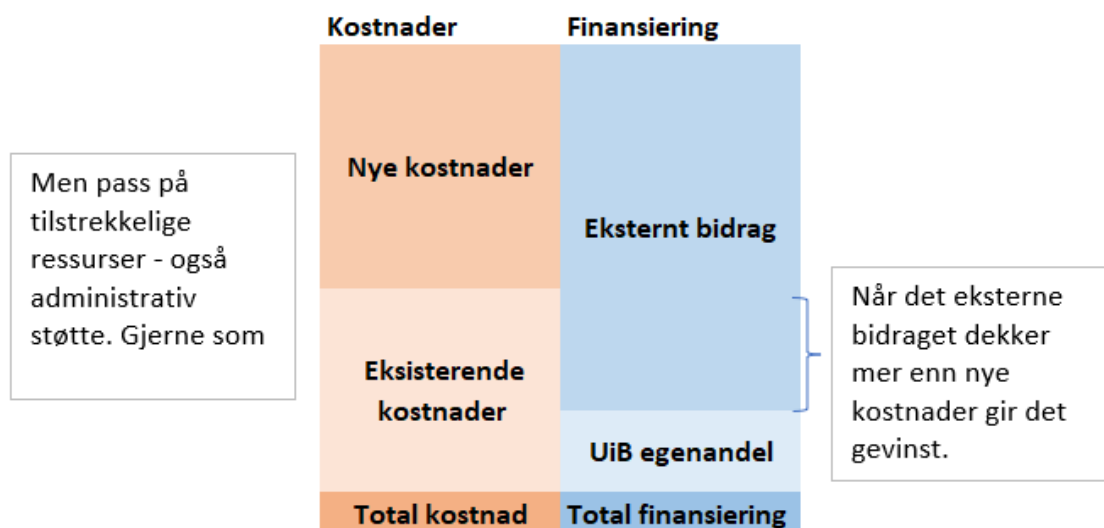 Kostnader
Finansiering
Nye kostnader
Men pass på
tilstrekkelige
ressurser - også
administrativ
støtte. Gjerne som
Eksternt bidrag
Når det eksterne
bidraget dekker
mer enn nye
kostnader gir det
gevinst.
Eksisterende
kostnader
UiB egenandel
Total kostnad
Total finansiering